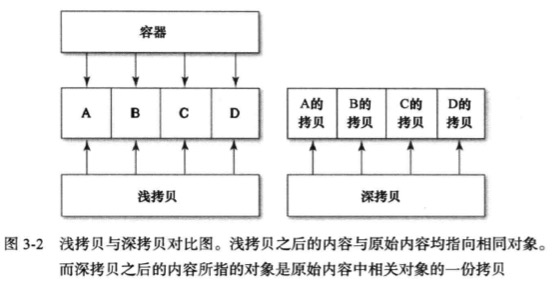 容器
A B C D
浅拷贝
A的 B的 C的 D的
拷贝 拷贝 拷贝 拷贝
深拷贝
图 3-2 浅拷贝与深拷贝对比图。浅拷贝之后的内容与原始内容均指向相同对象。
而深拷贝之后的内容所指的对象是原始内容中相关对象的一份拷贝